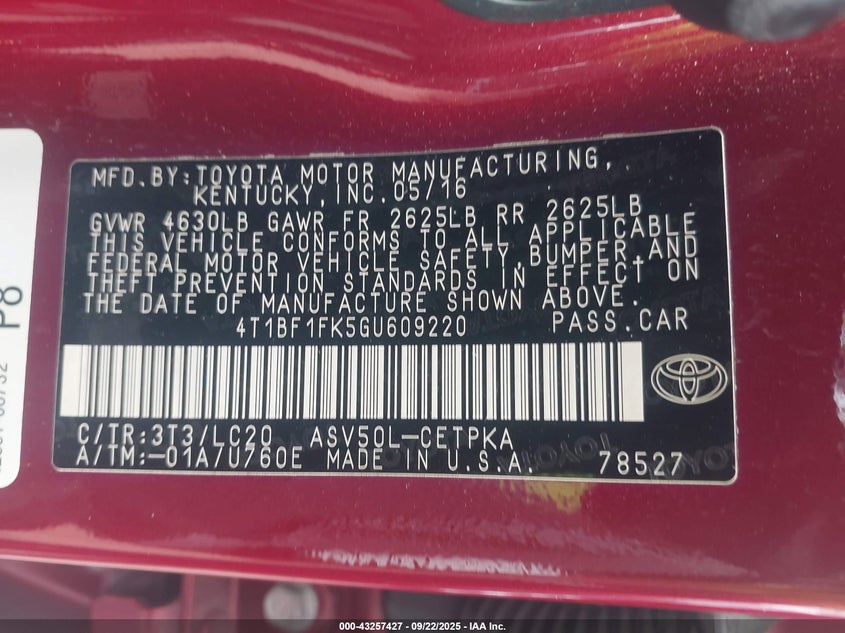 MFD.BY:TOYOTA MOTOR MANUFACTURING,
KENTUCKY,INC.05/16
GVWR 4630LB GAWR FR 2625LB RR 2625LB
THIS VEHICLE CONFORMS TO ALL APPLICABLE
FEDERAL MOTOR VEHICLE SAFETY,BUMPER,AND
THEFT PREVENTION STANDARDS IN EFFECT ON
THE DATE OF MANUFACTURE SHOWN ABOVE.
4T1BF1FK5GU609220 PASS.CAR
C/TR:3T3/LC20 ASV50L-CETPKA
A/TM:-01A/U760E MADE IN U.S.A. 78527
P8
000-43257427 - 09/22/2025 - IAA Inc.